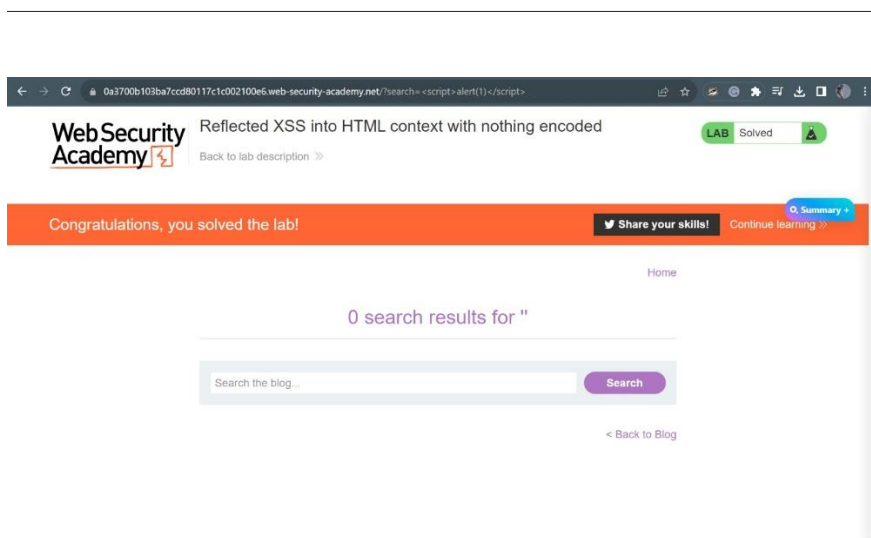 0a3700b103ba7ccd80117c1c002100e6.web-security-academy.net/?search=<script>alert(1)</script>
WebSecurity
Academy
Reflected XSS into HTML context with nothing encoded
Back to lab description »
LAB Solved
Congratulations, you solved the lab!
Share your skills!
Continue learning »
Summary +
Home
0 search results for ''
Search the blog...
Search
< Back to Blog